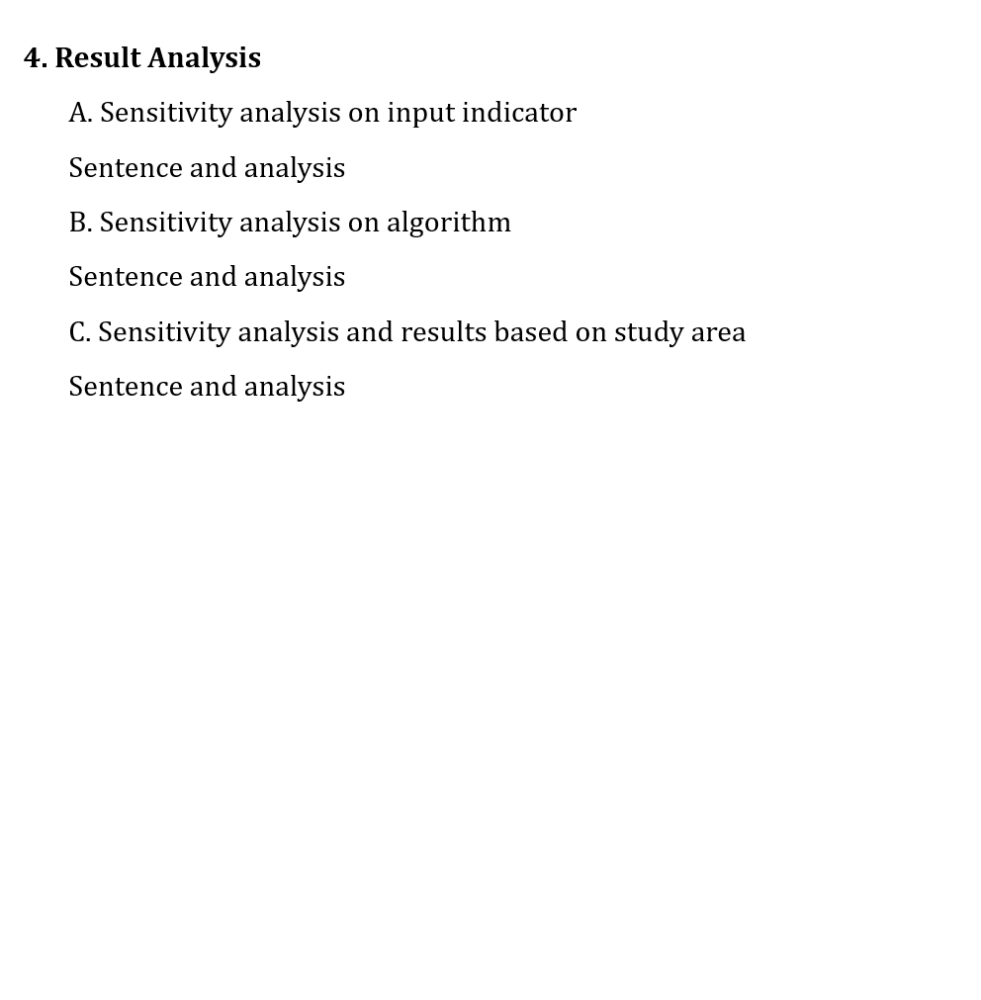 4. Result Analysis
A. Sensitivity analysis on input indicator
Sentence and analysis
B. Sensitivity analysis on algorithm
Sentence and analysis
C. Sensitivity analysis and results based on study area
Sentence and analysis